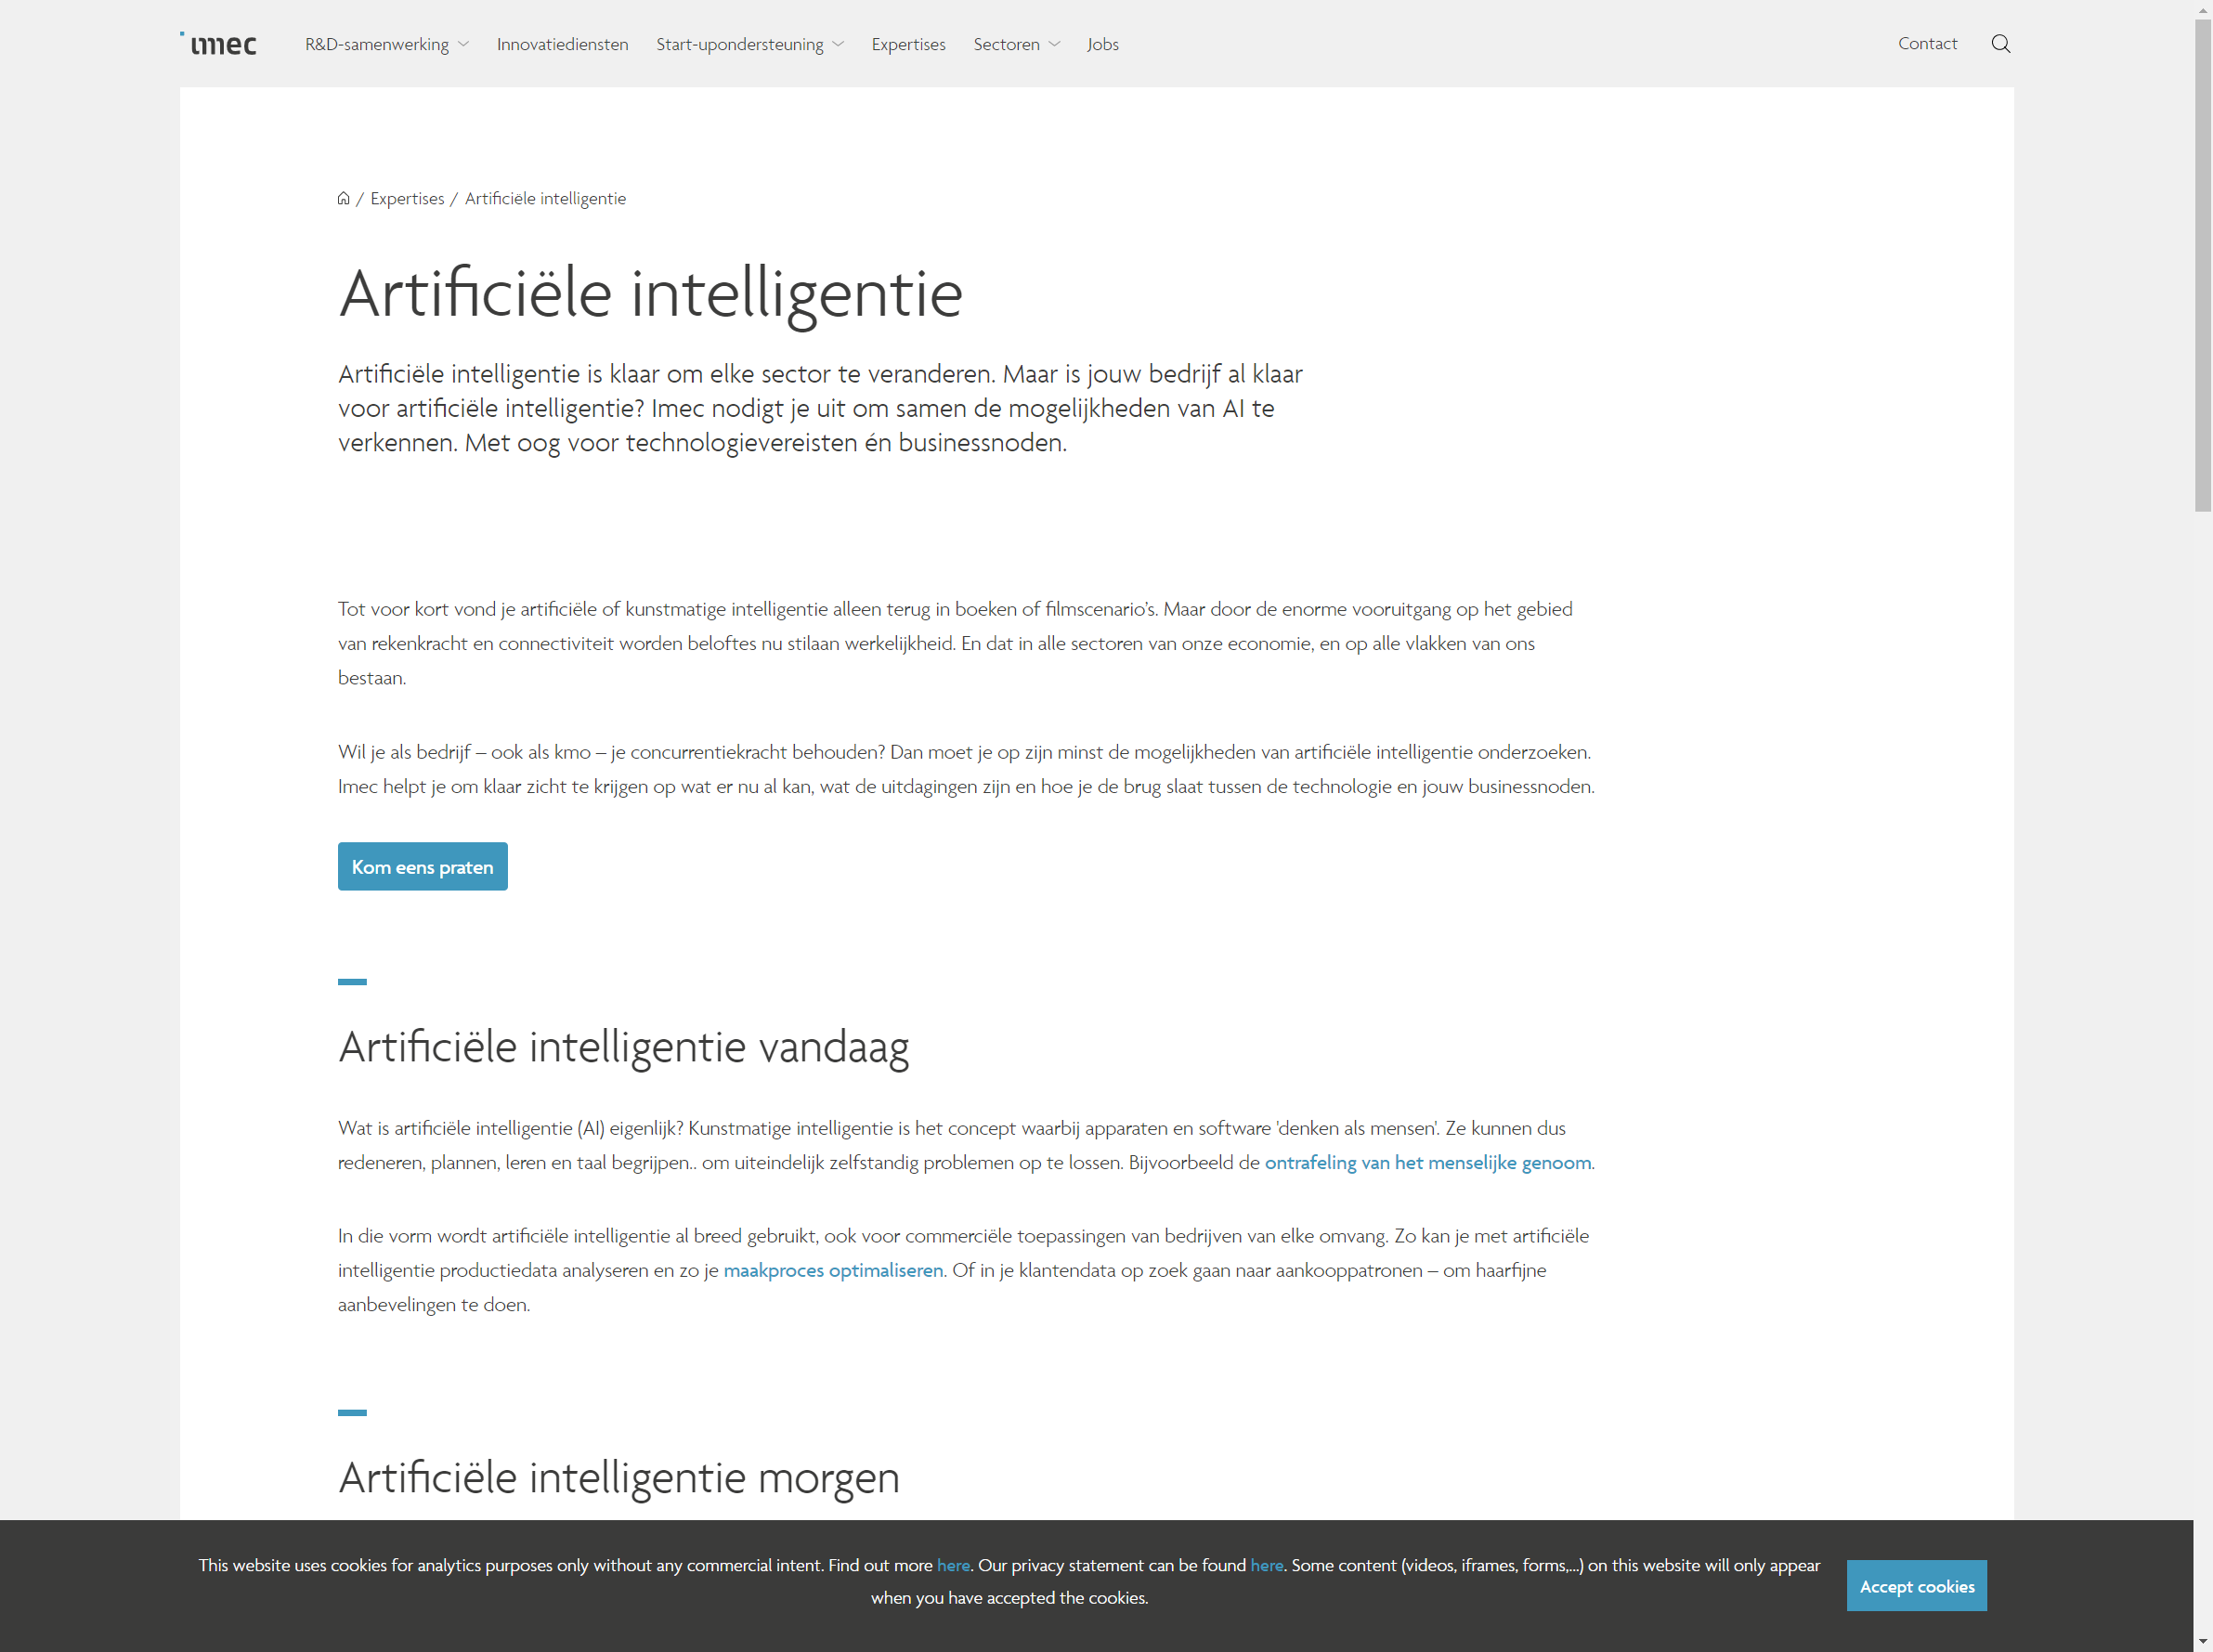 imec
R&D-samenwerking Innovatiediensten Start-upondersteuning Expertises Sectoren Jobs Contact
/ Expertises / Artificiële intelligentie
Artificiële intelligentie
Artificiële intelligentie is klaar om elke sector te veranderen. Maar is jouw bedrijf al klaar
voor artificiële intelligentie? Imec nodigt je uit om samen de mogelijkheden van AI te
verkennen. Met oog voor technologievereisten én businessnoden.
Tot voor kort vond je artificiële of kunstmatige intelligentie alleen terug in boeken of filmscenario’s. Maar door de enorme vooruitgang op het gebied
van rekenkracht en connectiviteit worden beloftes nu stilaan werkelijkheid. En dat in alle sectoren van onze economie, en op alle vlakken van ons
bestaan.
Wil je als bedrijf – ook als kmo – je concurrentiekracht behouden? Dan moet je op zijn minst de mogelijkheden van artificiële intelligentie onderzoeken.
Imec helpt je om klaar zicht te krijgen op wat er nu al kan, wat de uitdagingen zijn en hoe je de brug slaat tussen de technologie en jouw businessnoden.
Kom eens praten
Artificiële intelligentie vandaag
Wat is artificiële intelligentie (AI) eigenlijk? Kunstmatige intelligentie is het concept waarbij apparaten en software 'denken als mensen'. Ze kunnen dus
redeneren, plannen, leren en taal begrijpen.. om uiteindelijk zelfstandig problemen op te lossen. Bijvoorbeeld de ontrafeling van het menselijke genoom.
In die vorm wordt artificiële intelligentie al breed gebruikt, ook voor commerciële toepassingen van bedrijven van elke omvang. Zo kan je met artificiële
intelligentie productiedata analyseren en zo je maakproces optimaliseren. Of in je klantendata op zoek gaan naar aankooppatronen – om haarfijne
aanbevelingen te doen.
Artificiële intelligentie morgen
This website uses cookies for analytics purposes only without any commercial intent. Find out more here. Our privacy statement can be found here. Some content (videos, iframes, forms,...) on this website will only appear
when you have accepted the cookies.
Accept cookies